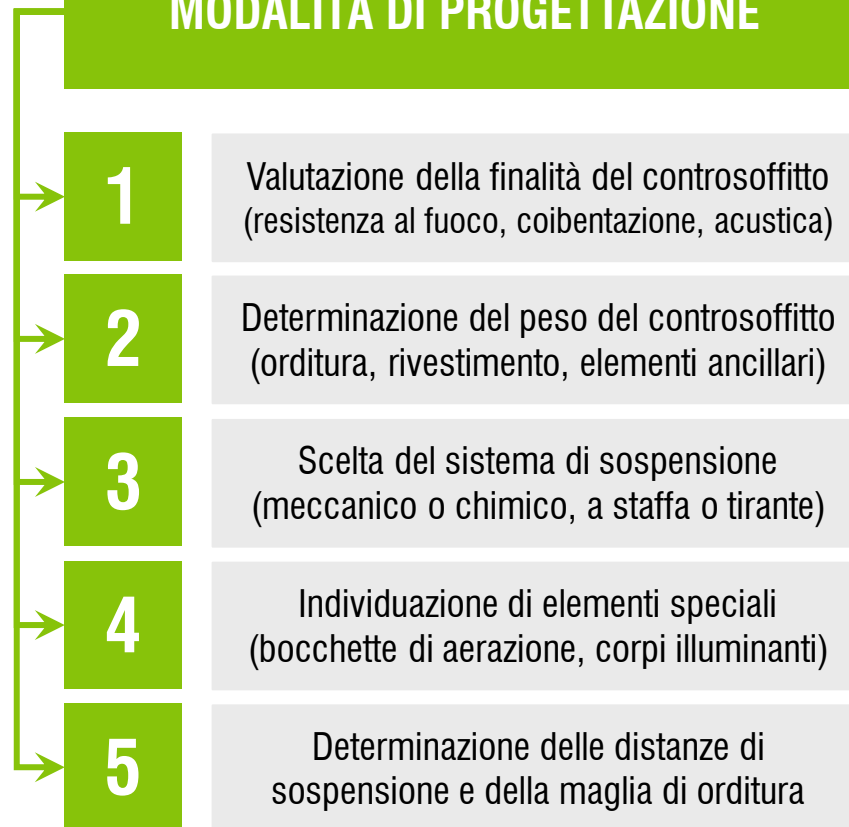 MODALITÀ DI PROGETTAZIONE
1
Valutazione della finalità del controsoffitto
(resistenza al fuoco, coibentazione, acustica)
2
Determinazione del peso del controsoffitto
(orditura, rivestimento, elementi ancillari)
3
Scelta del sistema di sospensione
(meccanico o chimico, a staffa o tirante)
4
Individuazione di elementi speciali
(bocchette di aerazione, corpi illuminanti)
5
Determinazione delle distanze di
sospensione e della maglia di orditura